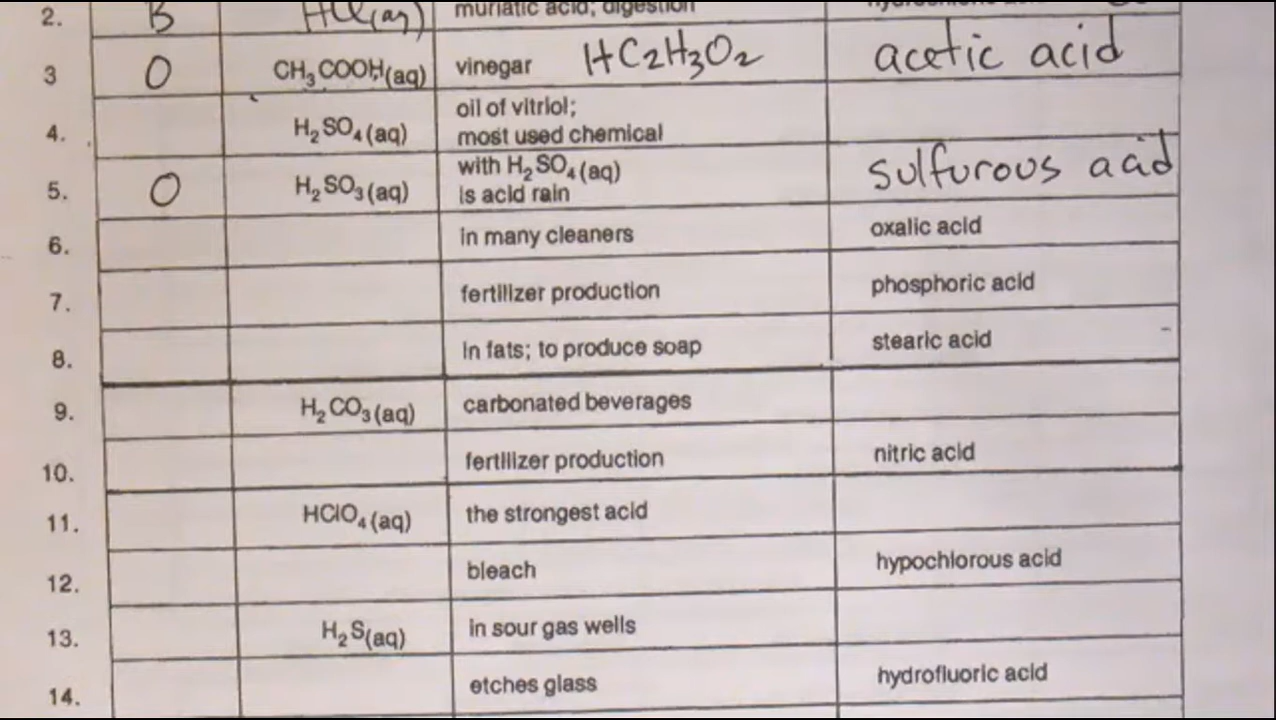 2. B HCl(aq) muriatic acid; digestion
3 O CH₃COOH(aq) vinegar HC₂H₃O₂ acetic acid
4. H₂SO₄(aq) oil of vitriol;
most used chemical
5. O H₂SO₃(aq) with H₂SO₄(aq)
is acid rain sulfurous acid
6. in many cleaners oxalic acid
7. fertilizer production phosphoric acid
8. in fats; to produce soap stearic acid
9. H₂CO₃(aq) carbonated beverages
10. fertilizer production nitric acid
11. HClO₄(aq) the strongest acid
12. bleach hypochlorous acid
13. H₂S(aq) in sour gas wells
14. etches glass hydrofluoric acid